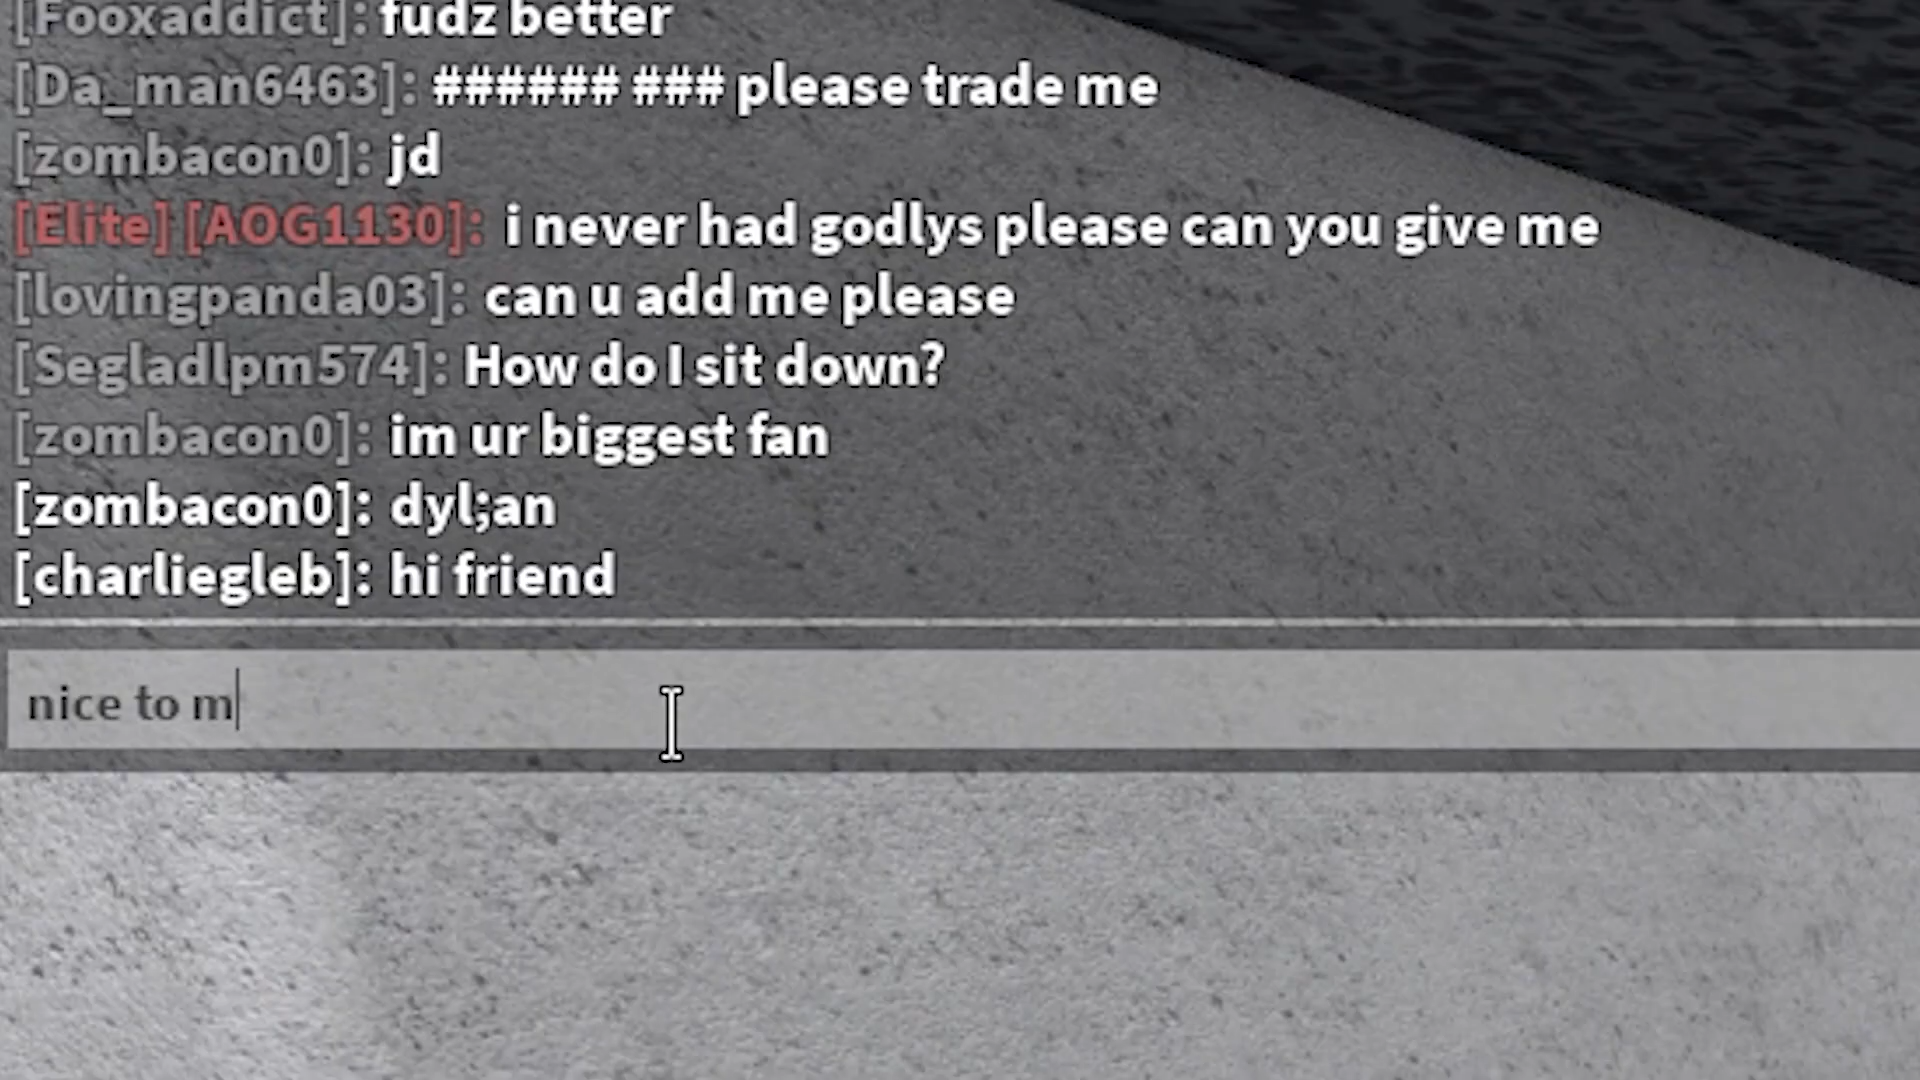 [Fooxaddict]: fudz better
[Da_man6463]: ###### ### please trade me
[zombacon0]: jd
[Elite] [AOG1130]: i never had godlys please can you give me
[lovingpanda03]: can u add me please
[Segladlpm574]: How do I sit down?
[zombacon0]: im ur biggest fan
[zombacon0]: dyl;an
[charliegleb]: hi friend
nice to m